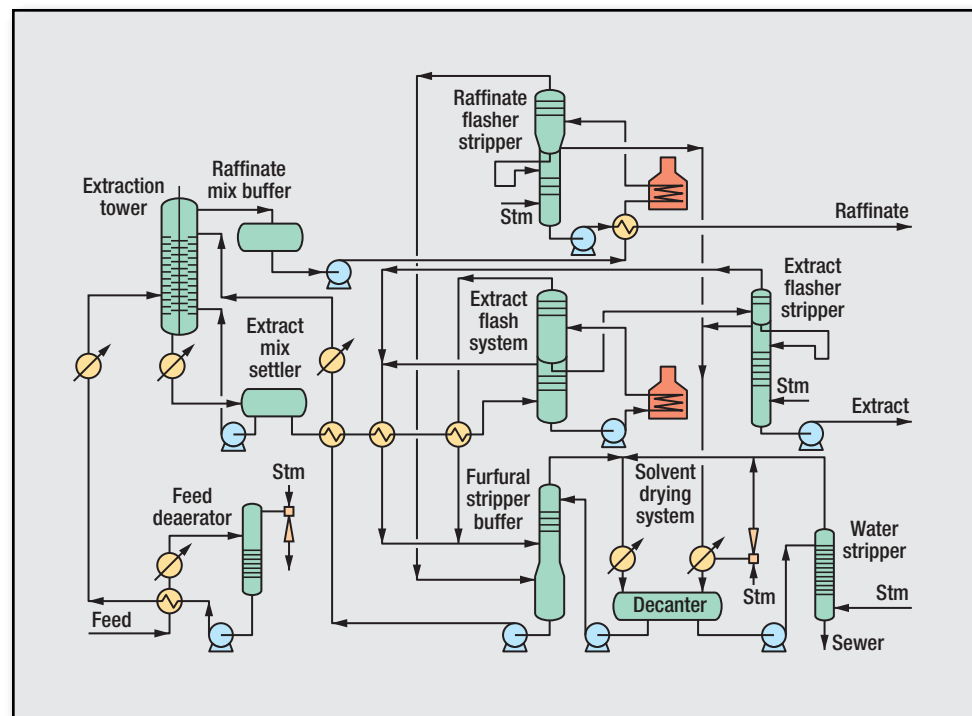 Raffinate
flasher
stripper
Raffinate
mix buffer
Extraction
tower
Stm
Raffinate
Extract
flasher
stripper
Extract
flash
system
Extract
mix
settler
Stm
Extract
Stm
Feed
deaerator
Furfural
stripper
buffer
Solvent
drying
system
Water
stripper
Decanter
Stm
Stm
Feed
Sewer